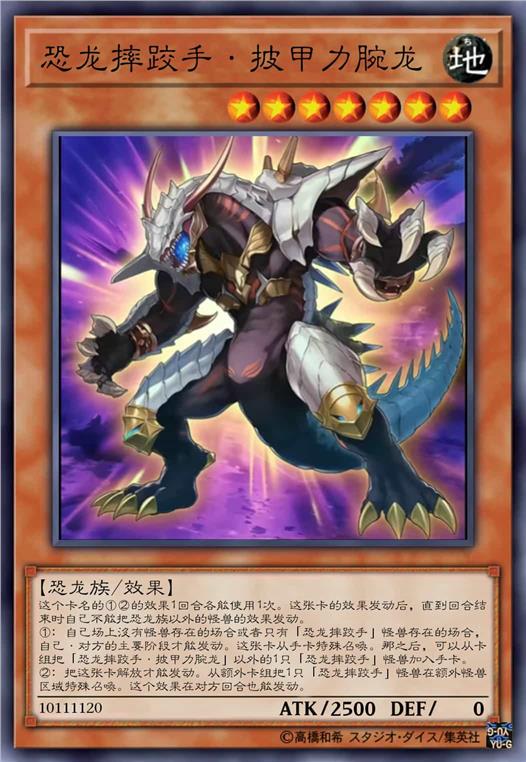 恐龙摔跤手・披甲力腕龙
ち
地
【恐龙族/效果】
这个卡名的①②的效果1回合各能使用1次。这张卡的效果发动后，直到回合结
束时自己不能把恐龙族以外的怪兽的效果发动。
①：自己场上没有怪兽存在的场合或者只有「恐龙摔跤手」怪兽存在的场合，
自己・对方的主要阶段才能发动。这张卡从手卡特殊召唤。那之后，可以从卡
组把「恐龙摔跤手・披甲力腕龙」以外的1只「恐龙摔跤手」怪兽加入手卡。
②：把这张卡解放才能发动。从额外卡组把1只「恐龙摔跤手」怪兽在额外怪兽
区域特殊召唤。这个效果在对方回合也能发动。
10111120
ATK/2500 DEF/ 0
©高橋和希 スタジオ・ダイス/集英社
YU-G